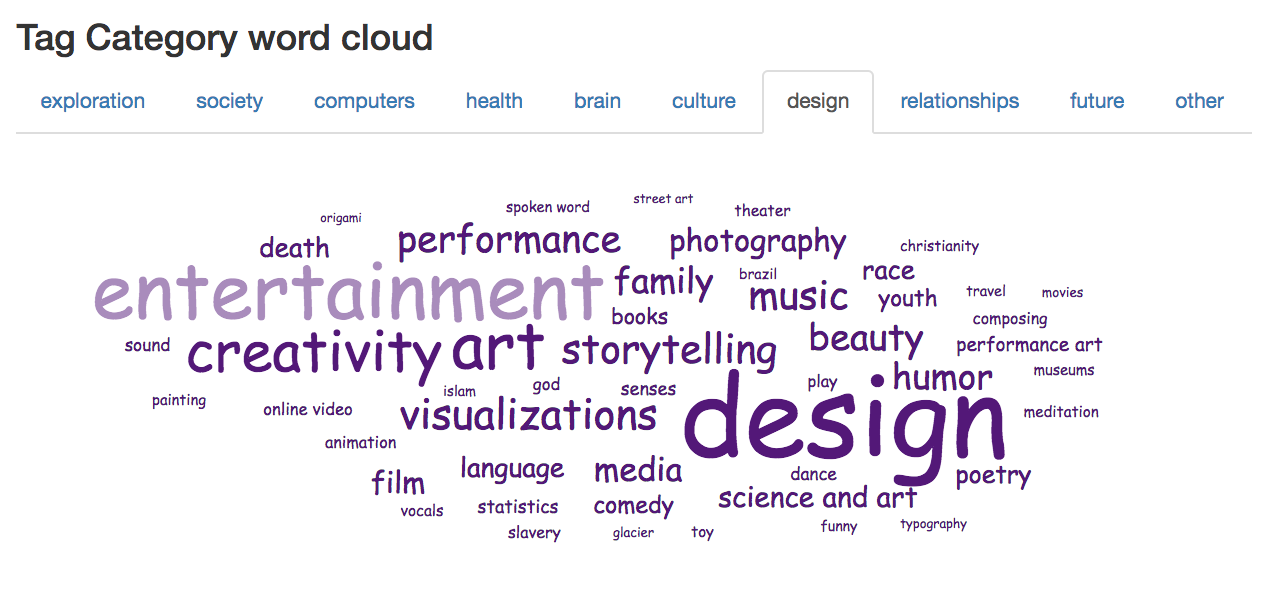 Tag Category word cloud
exploration society computers health brain culture design relationships future other
street art
spoken word theater
origami
performance photography
death christianity
entertainment family brazil race
music youth travel movies
books composing
sound creativity art storytelling beauty performance art
islam god senses play humor museums
painting online video visualizations design meditation
animation
film language media dance poetry
vocals statistics comedy science and art
slavery glacier toy funny typography